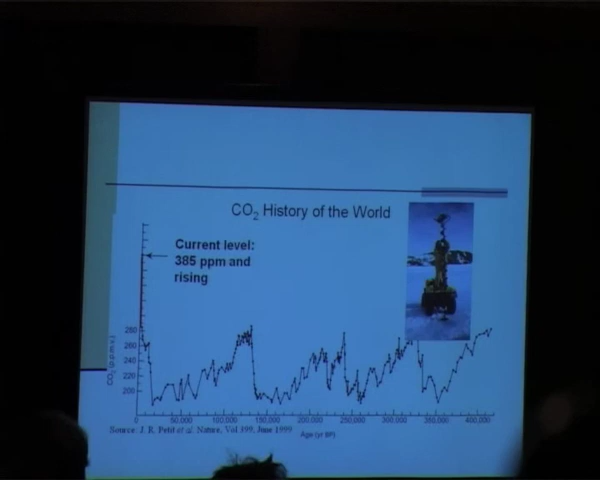 CO2 History of the World
Current level:
385 ppm and
rising
280
260
240
220
200
CO2 (p.p.m.v.)
50,000
100,000
150,000
200,000
250,000
300,000
350,000
400,000
Age (yr BP)
Source: J. R. Petit et al. Nature, Vol 399, June 1999